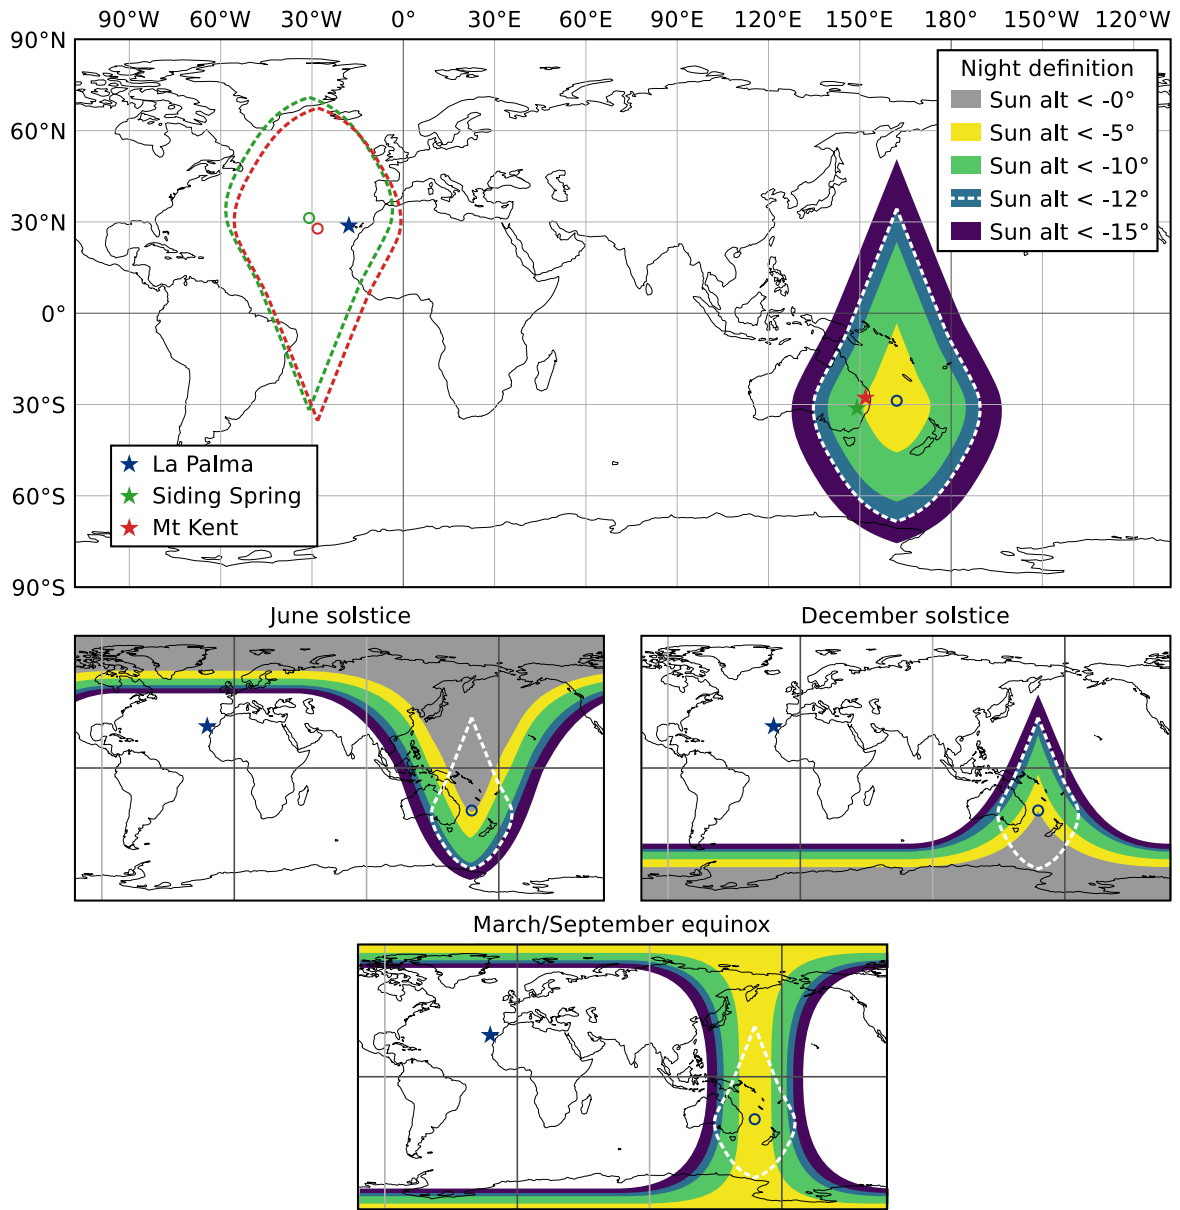 90°W 60°W 30°W 0° 30°E 60°E 90°E 120°E 150°E 180° 150°W 120°W
90°N
60°N
30°N
0°
30°S
60°S
90°S
Night definition
Sun alt < -0°
Sun alt < -5°
Sun alt < -10°
Sun alt < -12°
Sun alt < -15°
La Palma
Siding Spring
Mt Kent
June solstice
December solstice
March/September equinox